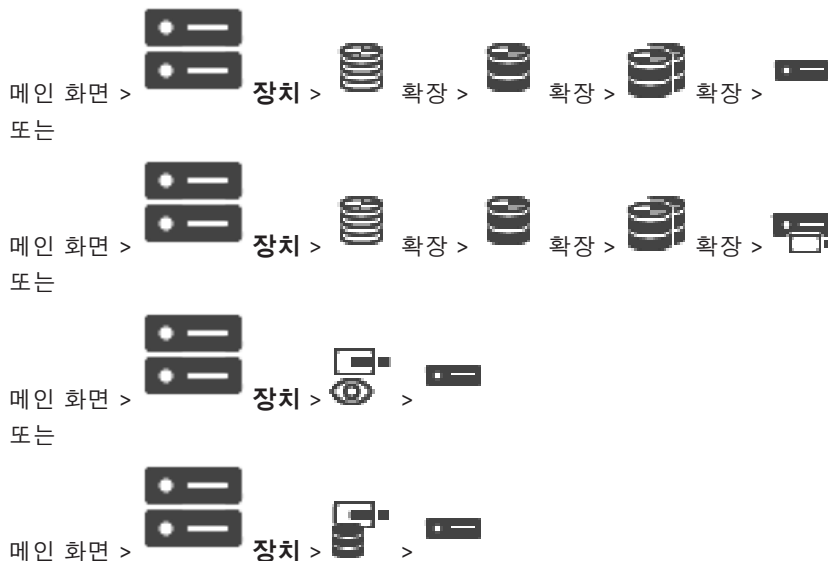 메인 화면 > 장치 > 확장 > 확장 > 확장 >
또는
메인 화면 > 장치 > 확장 > 확장 > 확장 >
또는
메인 화면 > 장치 > >
또는
메인 화면 > 장치 > >